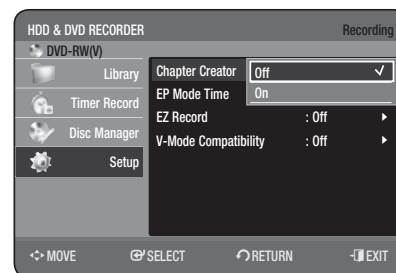 HDD & DVD RECORDER Recording
DVD-RW(V)
Library
Timer Record
Disc Manager
Setup
Chapter Creator Off ✓
EP Mode Time On
EZ Record : Off
V-Mode Compatibility : Off
MOVE SELECT RETURN EXIT